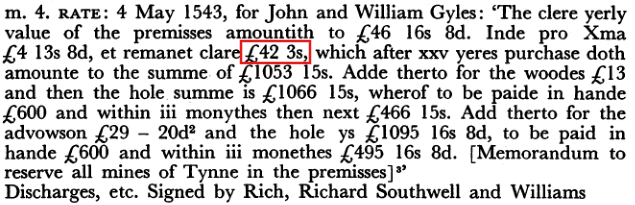 m. 4. RATE: 4 May 1543, for John and William Gyles: ‘The clere yerly
value of the premisses amountith to £46 16s 8d. Inde pro Xma
£4 13s 8d, et remanet clare £42 3s, which after xxv yeres purchase doth
amounte to the summe of £1053 15s. Adde therto for the woodes £13
and then the hole summe is £1066 15s, wherof to be paide in hande
£600 and within iii monythes then next £466 15s. Add therto for the
advowson £29 – 20d² and the hole ys £1095 16s 8d, to be paid in
hande £600 and within iii monethes £495 16s 8d. [Memorandum to
reserve all mines of Tynne in the premisses]³’
Discharges, etc. Signed by Rich, Richard Southwell and Williams